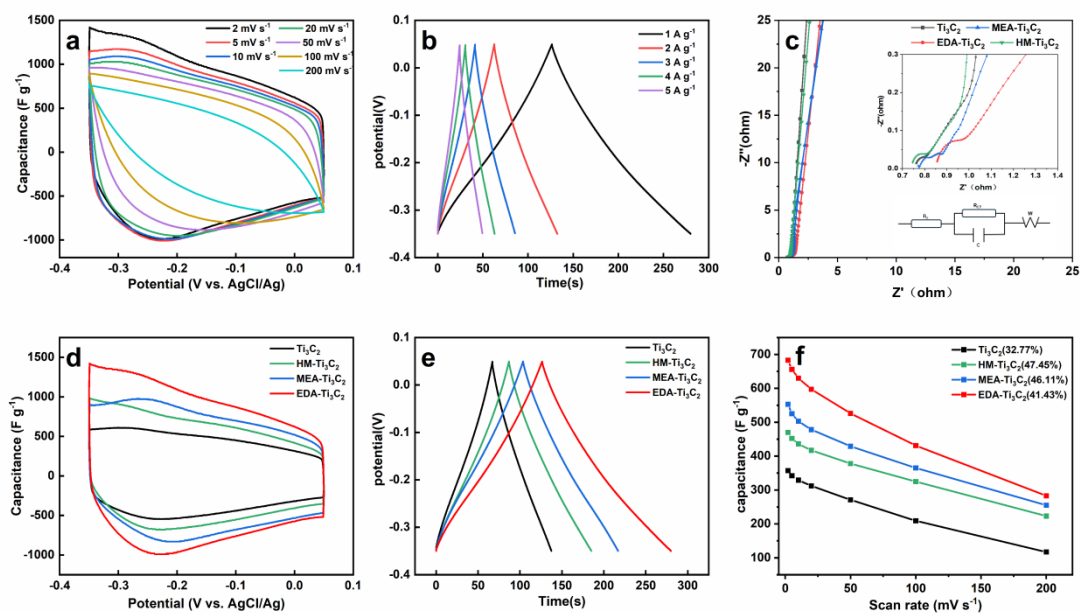 a
2 mV s⁻¹
20 mV s⁻¹
5 mV s⁻¹
50 mV s⁻¹
10 mV s⁻¹
100 mV s⁻¹
200 mV s⁻¹
Capacitance (F g⁻¹)
1500
1000
500
0
-500
-1000
-0.4
-0.3
-0.2
-0.1
0.0
0.1
Potential (V vs. AgCl/Ag)
b
1 A g⁻¹
2 A g⁻¹
3 A g⁻¹
4 A g⁻¹
5 A g⁻¹
potential(V)
0.1
0.0
-0.1
-0.2
-0.3
-0.4
0
50
100
150
200
250
300
Time(s)
c
Ti₃C₂
MEA-Ti₃C₂
EDA-Ti₃C₂
HM-Ti₃C₂
-Z''(ohm)
-25
-20
-15
10
5
0
0
5
10
15
20
25
Z'（ohm）
-Z''(ohm)
0.3
0.2
0.1
0.0
0.7
0.8
0.9
1.0
1.1
1.2
1.3
1.4
Z'（ohm）
C
W
d
Ti₃C₂
HM-Ti₃C₂
MEA-Ti₃C₂
EDA-Ti₃C₂
Capacitance (F g⁻¹)
1500
1000
500
0
-500
-1000
-0.4
-0.3
-0.2
-0.1
0.0
0.1
Potential (V vs. AgCl/Ag)
e
Ti₃C₂
HM-Ti₃C₂
MEA-Ti₃C₂
EDA-Ti₃C₂
potential(V)
0.1
0.0
-0.1
-0.2
-0.3
-0.4
0
50
100
150
200
250
300
Time(s)
f
Ti₃C₂(32.77%)
HM-Ti₃C₂(47.45%)
MEA-Ti₃C₂(46.11%)
EDA-Ti₃C₂(41.43%)
capacitance (F g⁻¹)
700
600
500
400
300
200
100
0
50
100
150
200
Scan rate (mV s⁻¹)